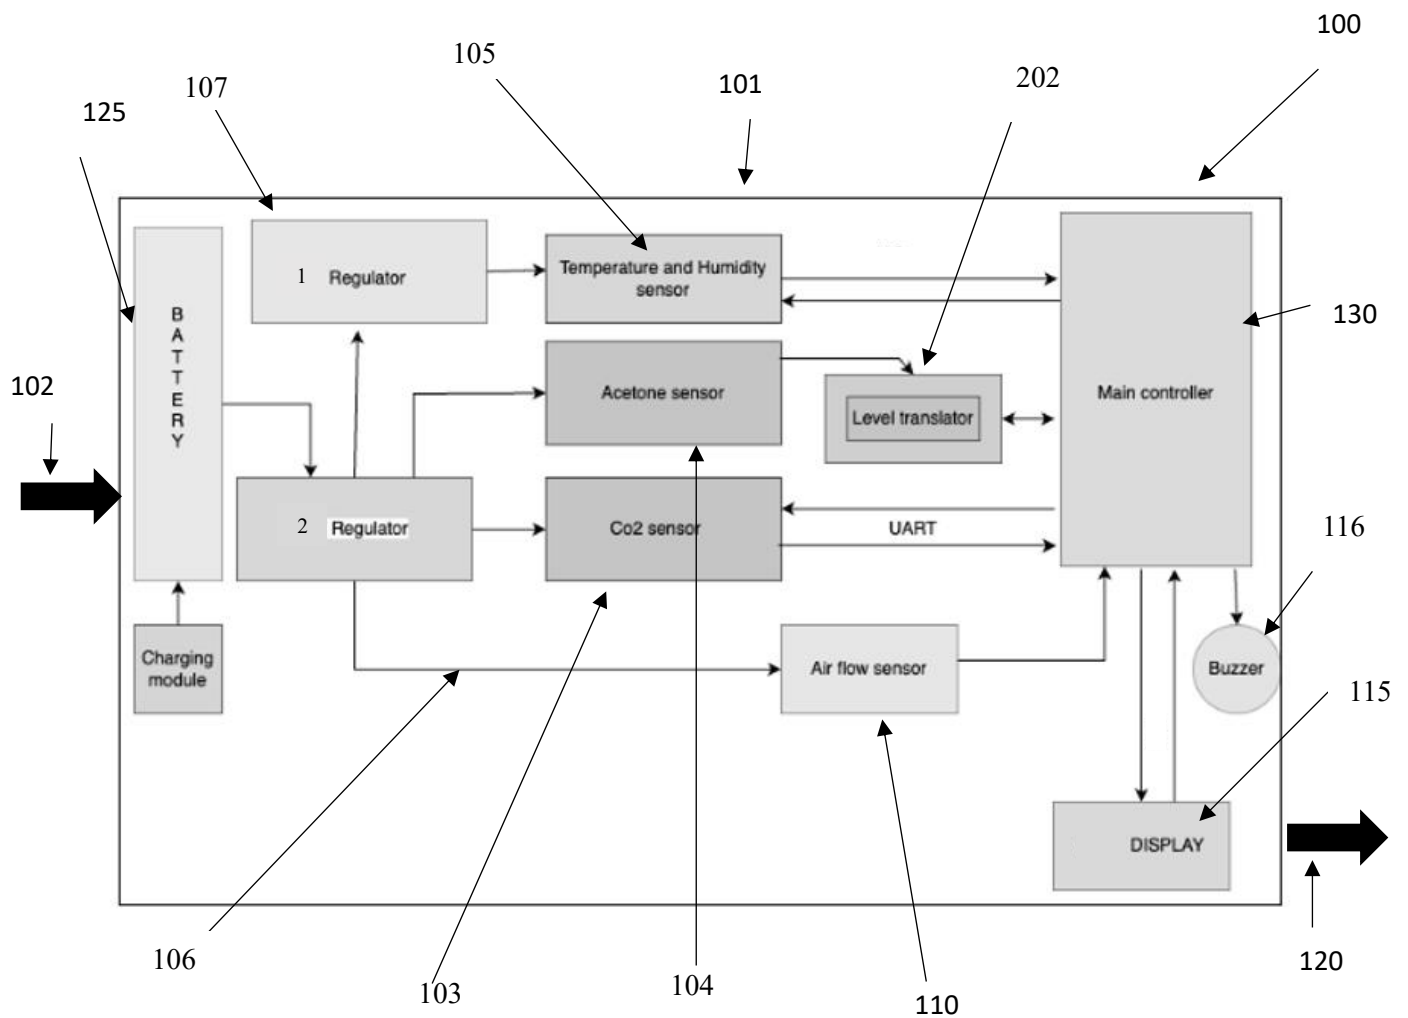 100
105
101
202
107
125
1 Regulator
Temperature and Humidity
sensor
130
BATTERY
Acetone sensor
Main controller
102
Level translator
2 Regulator
Co2 sensor
UART
116
Charging
module
Air flow sensor
Buzzer
115
DISPLAY
106
103
104
110
120